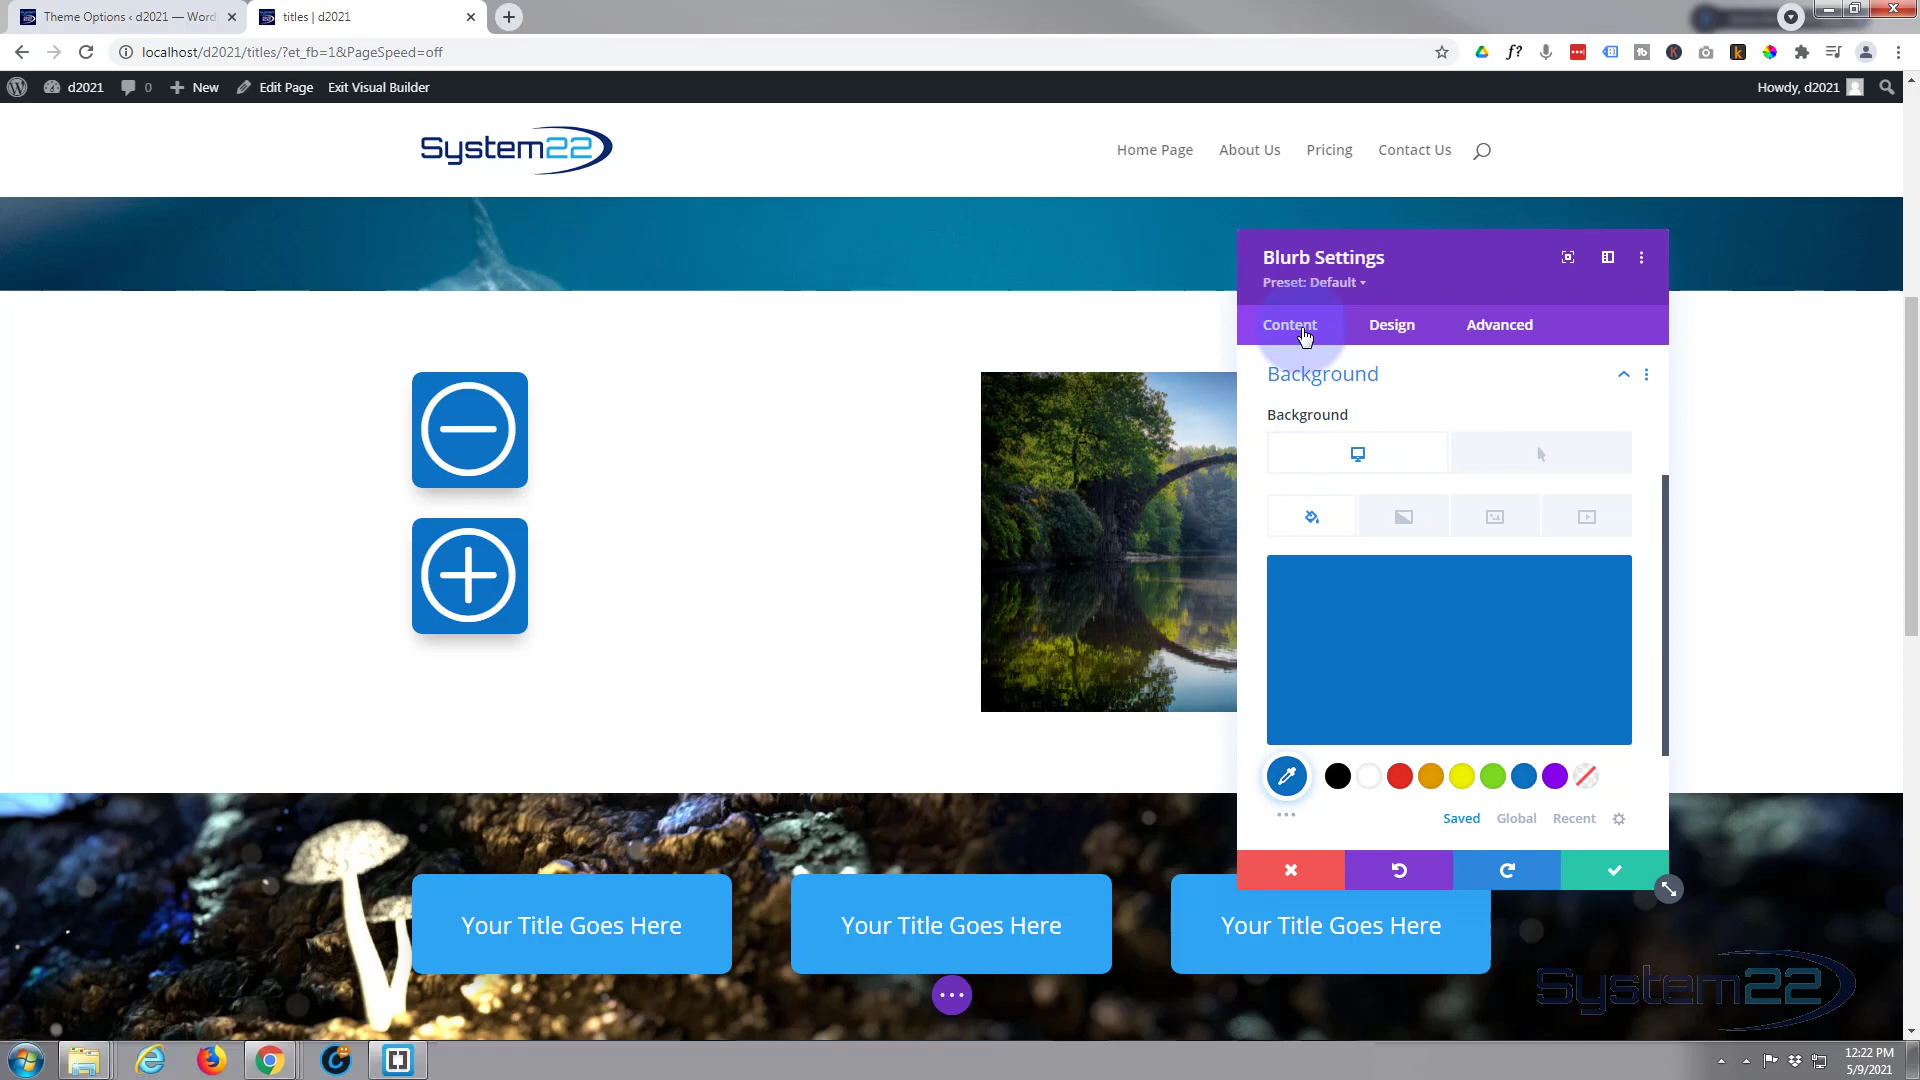 Theme Options ‹ d2021 — Word
titles | d2021
localhost/d2021/titles/?et_fb=1&PageSpeed=off
d2021
0
New
Edit Page
Exit Visual Builder
Howdy, d2021
System22
Home Page
About Us
Pricing
Contact Us
Blurb Settings
Preset: Default
Content
Design
Advanced
Background
Background
Saved
Global
Recent
Your Title Goes Here
Your Title Goes Here
Your Title Goes Here
System22
12:22 PM
5/9/2021